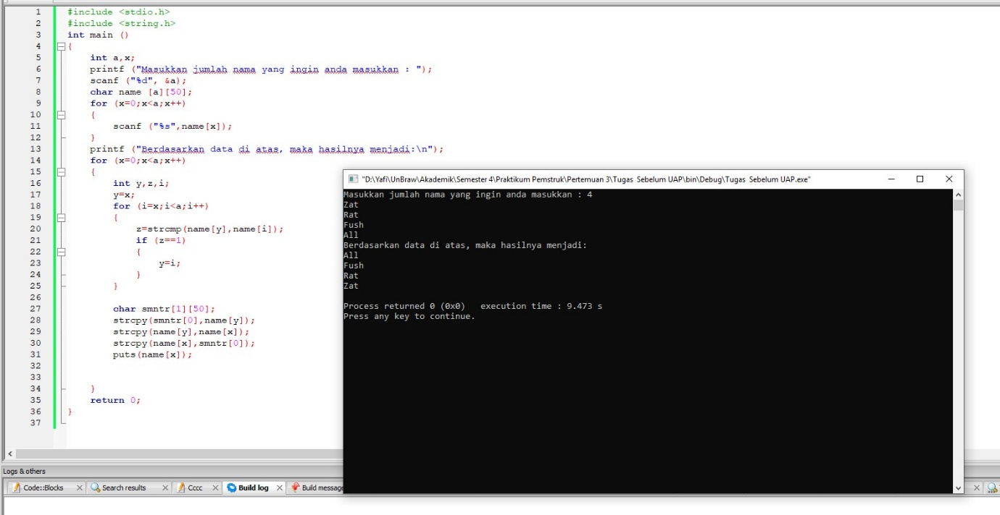 1 #include <stdio.h>
2 #include <string.h>
3 int main ()
4 {
5 int a,x;
6 printf ("Masukkan jumlah nama yang ingin anda masukkan : ");
7 scanf ("%d", &a);
8 char name [a][50];
9 for (x=0;x<a;x++)
10 {
11 scanf ("%s",name[x]);
12 }
13 printf ("Berdasarkan data di atas, maka hasilnya menjadi:\n");
14 for (x=0;x<a;x++)
15 {
16 int y,z,i;
17 y=x;
18 for (i=x;i<a;i++)
19 {
20 z=strcmp(name[y],name[i]);
21 if (z==1)
22 {
23 y=i;
24 }
25 }
26
27 char smntr[1][50];
28 strcpy(smntr[0],name[y]);
29 strcpy(name[y],name[x]);
30 strcpy(name[x],smntr[0]);
31 puts(name[x]);
32
33
34 }
35 return 0;
36 }
37
"D:\Yafi\UnBraw\Akademik\Semester 4\Praktikum Pemstruk\Pertemuan 3\Tugas Sebelum UAP\bin\Debug\Tugas Sebelum UAP.exe"
Masukkan jumlah nama yang ingin anda masukkan : 4
Zat
Rat
Fush
All
Berdasarkan data di atas, maka hasilnya menjadi:
All
Fush
Rat
Zat
Process returned 0 (0x0) execution time : 9.473 s
Press any key to continue.
Logs & others
Code::Blocks
Search results
Cccc
Build log
Build message